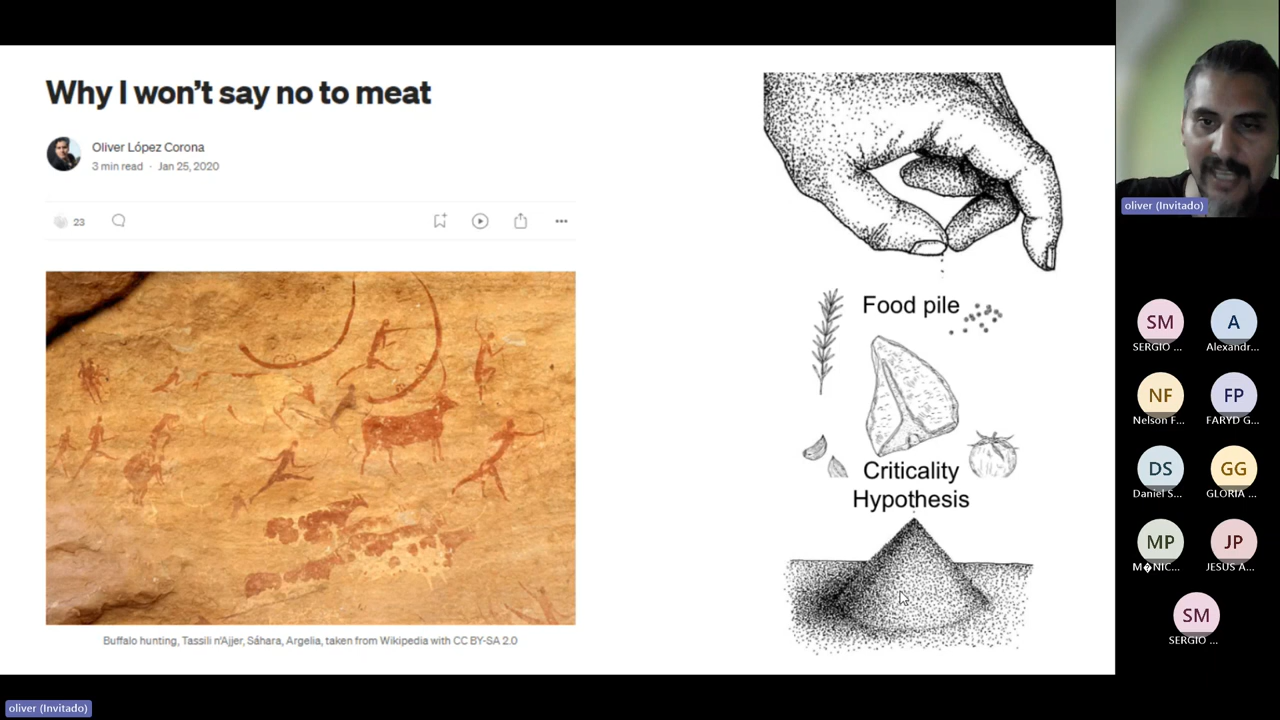 Why I won't say no to meat
Oliver López Corona
3 min read · Jan 25, 2020
23
Buffalo hunting, Tassili n'Ajjer, Sáhara, Argelia, taken from Wikipedia with CC BY-SA 2.0
Food pile
Criticality
Hypothesis
oliver (Invitado)
SM
SERGIO ...
A
Alexandr...
NF
Nelson F...
FP
FARYD G...
DS
Daniel S...
GG
GLORIA ...
MP
M�NIC...
JP
JESUS A...
SM
SERGIO ...
oliver (Invitado)